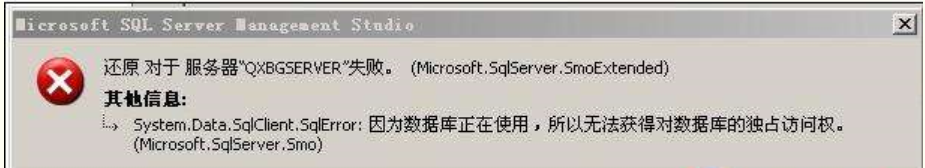 Microsoft SQL Server Management Studio
还原 对于 服务器“QXBGSERVER”失败。 (Microsoft.SqlServer.SmoExtended)
其他信息:
System.Data.SqlClient.SqlError: 因为数据库正在使用，所以无法获得对数据库的独占访问权。
(Microsoft.SqlServer.Smo)